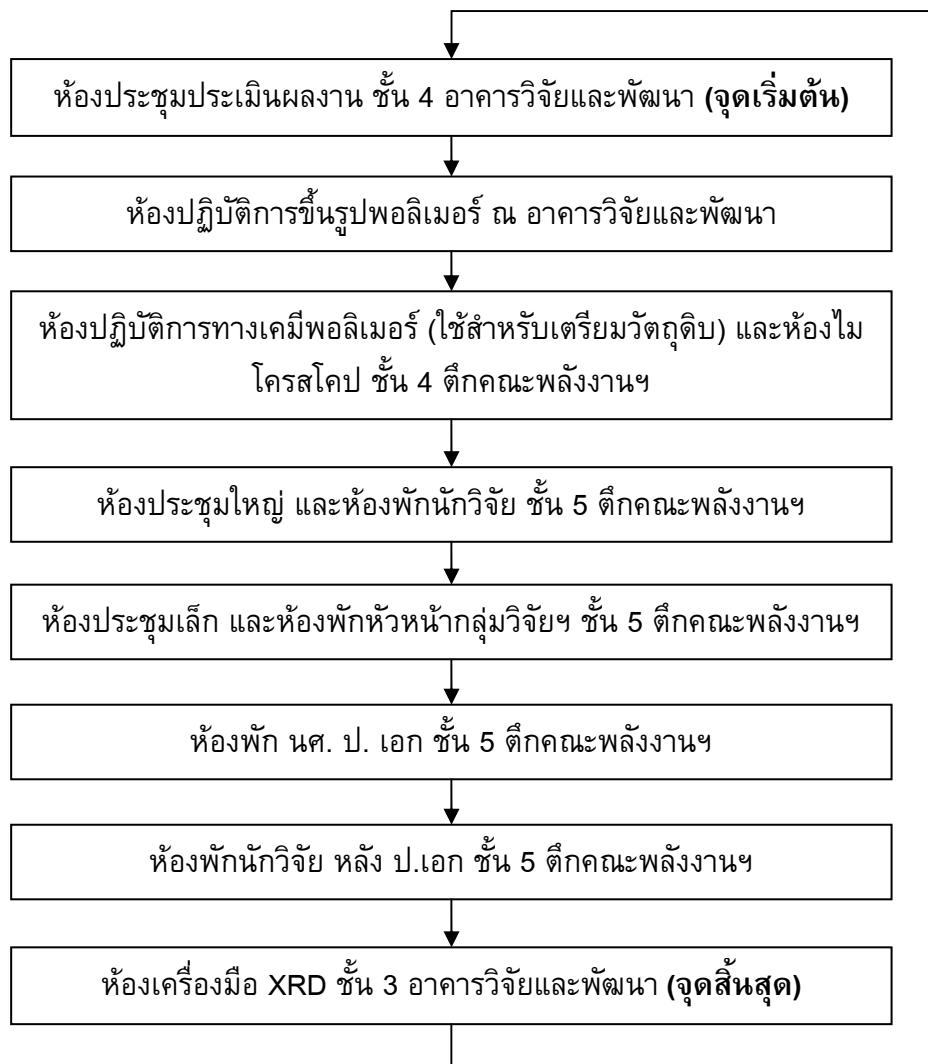 ห้องประชุมประเมินผลงาน ชั้น 4 อาคารวิจัยและพัฒนา (จุดเริ่มต้น)
ห้องปฏิบัติการขึ้นรูปพอลิเมอร์ ณ อาคารวิจัยและพัฒนา
ห้องปฏิบัติการทางเคมีพอลิเมอร์ (ใช้สำหรับเตรียมวัตถุดิบ) และห้องไม
โครสโคป ชั้น 4 ตึกคณะพลังงานฯ
ห้องประชุมใหญ่ และห้องพักนักวิจัย ชั้น 5 ตึกคณะพลังงานฯ
ห้องประชุมเล็ก และห้องพักหัวหน้ากลุ่มวิจัยฯ ชั้น 5 ตึกคณะพลังงานฯ
ห้องพัก นศ. ป. เอก ชั้น 5 ตึกคณะพลังงานฯ
ห้องพักนักวิจัย หลัง ป.เอก ชั้น 5 ตึกคณะพลังงานฯ
ห้องเครื่องมือ XRD ชั้น 3 อาคารวิจัยและพัฒนา (จุดสิ้นสุด)